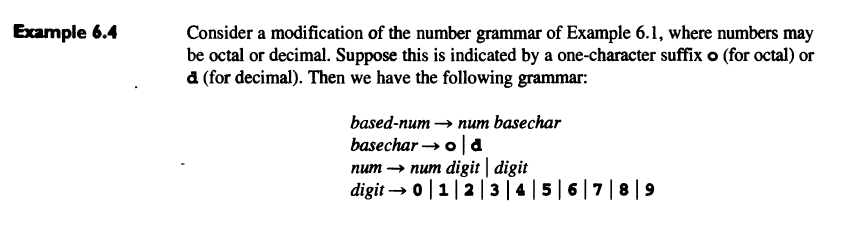 Example 6.4
Consider a modification of the number grammar of Example 6.1, where numbers may
be octal or decimal. Suppose this is indicated by a one-character suffix o (for octal) or
d (for decimal). Then we have the following grammar:
based-num → num basechar
basechar → o | d
num → num digit | digit
digit → 0 | 1 | 2 | 3 | 4 | 5 | 6 | 7 | 8 | 9